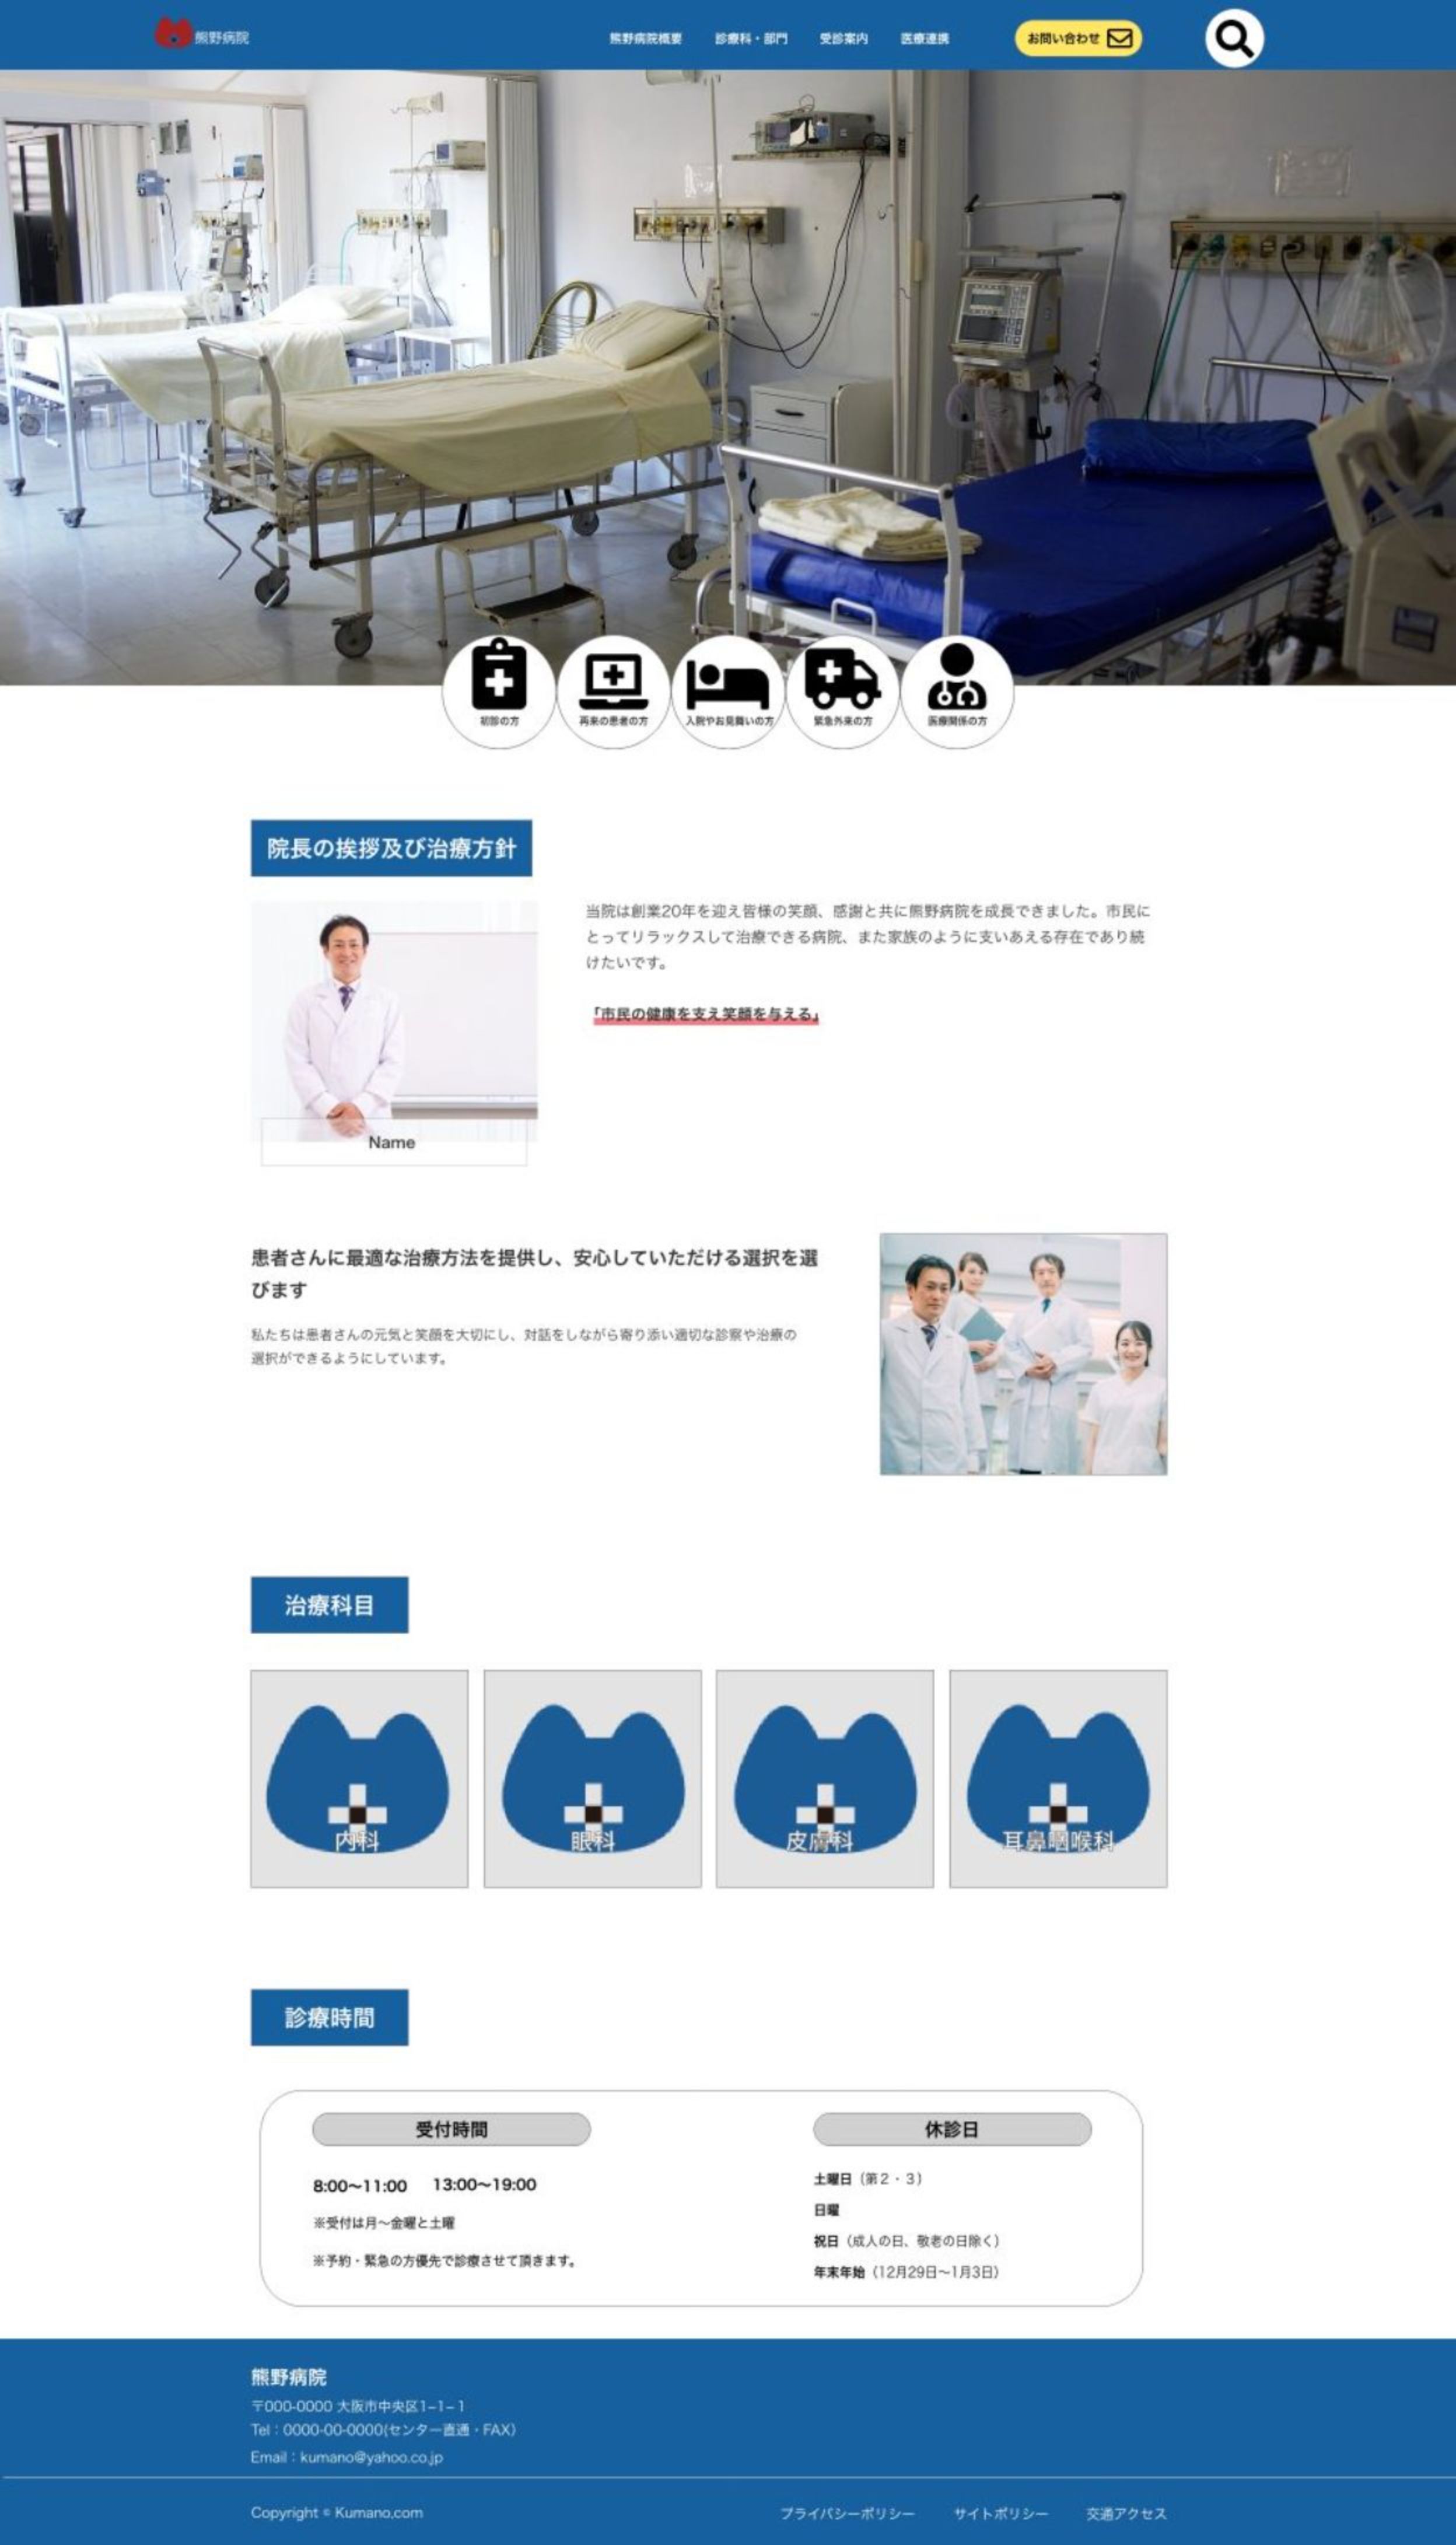 熊野病院
熊野病院概要
診療科・部門
受診案内
医療連携
お問い合わせ
初診の方
再来の患者の方
入院やお見舞いの方
緊急外来の方
医療関係の方
院長の挨拶及び治療方針
当院は創業20年を迎え皆様の笑顔、感謝と共に熊野病院を成長できました。市民に
とってリラックスして治療できる病院、また家族のように支いあえる存在であり続
けたいです。
「市民の健康を支え笑顔を与える」
Name
患者さんに最適な治療方法を提供し、安心していただける選択を選
びます
私たちは患者さんの元気と笑顔を大切にし、対話をしながら寄り添い適切な診察や治療の
選択ができるようにしています。
治療科目
内科
眼科
皮膚科
耳鼻咽喉科
診療時間
受付時間
8:00〜11:00 13:00〜19:00
※受付は月〜金曜と土曜
※予約・緊急の方優先で診療させて頂きます。
休診日
土曜日（第２・３）
日曜
祝日（成人の日、敬老の日除く）
年末年始（12月29日〜1月3日）
熊野病院
〒000-0000 大阪市中央区1−1−１
Tel：0000-00-0000(センター直通・FAX)
Email：kumano@yahoo.co.jp
Copyright © Kumano.com
プライバシーポリシー
サイトポリシー
交通アクセス